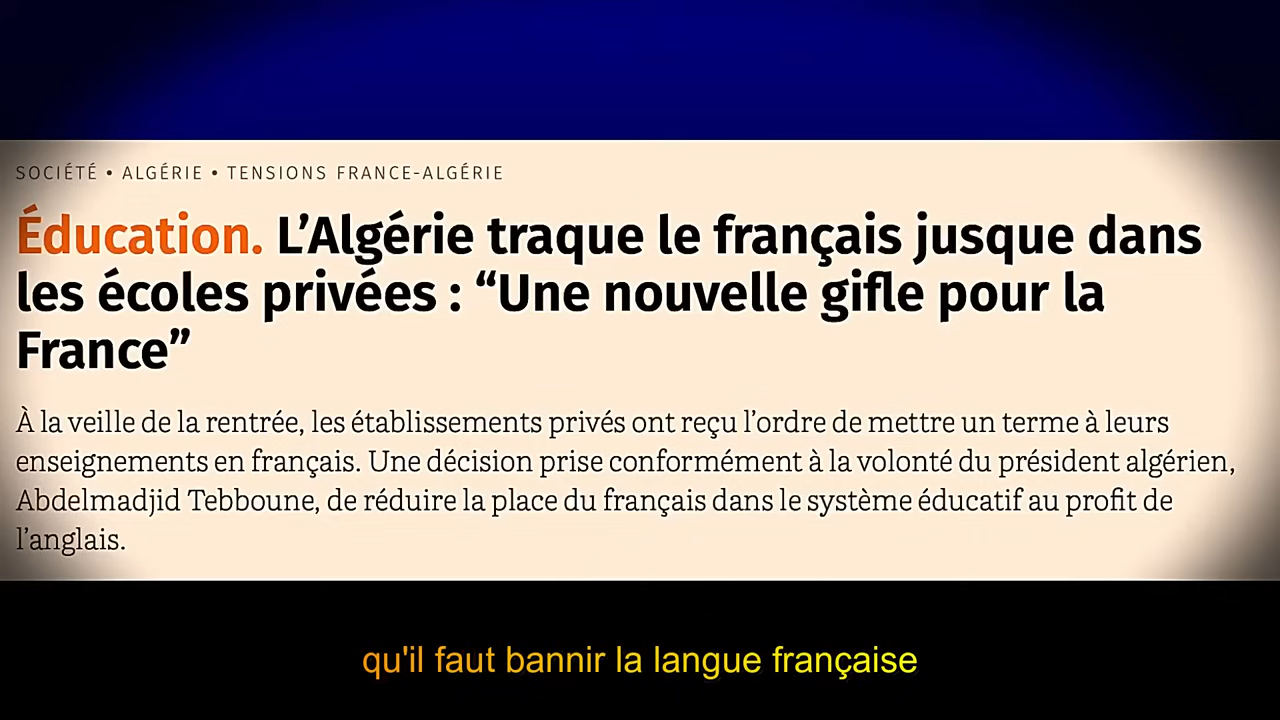 SOCIÉTÉ • ALGÉRIE • TENSIONS FRANCE-ALGÉRIE
Éducation. L’Algérie traque le français jusque dans
les écoles privées : “Une nouvelle gifle pour la
France”
À la veille de la rentrée, les établissements privés ont reçu l’ordre de mettre un terme à leurs
enseignements en français. Une décision prise conformément à la volonté du président algérien,
Abdelmadjid Tebboune, de réduire la place du français dans le système éducatif au profit de
l’anglais.
qu'il faut bannir la langue française